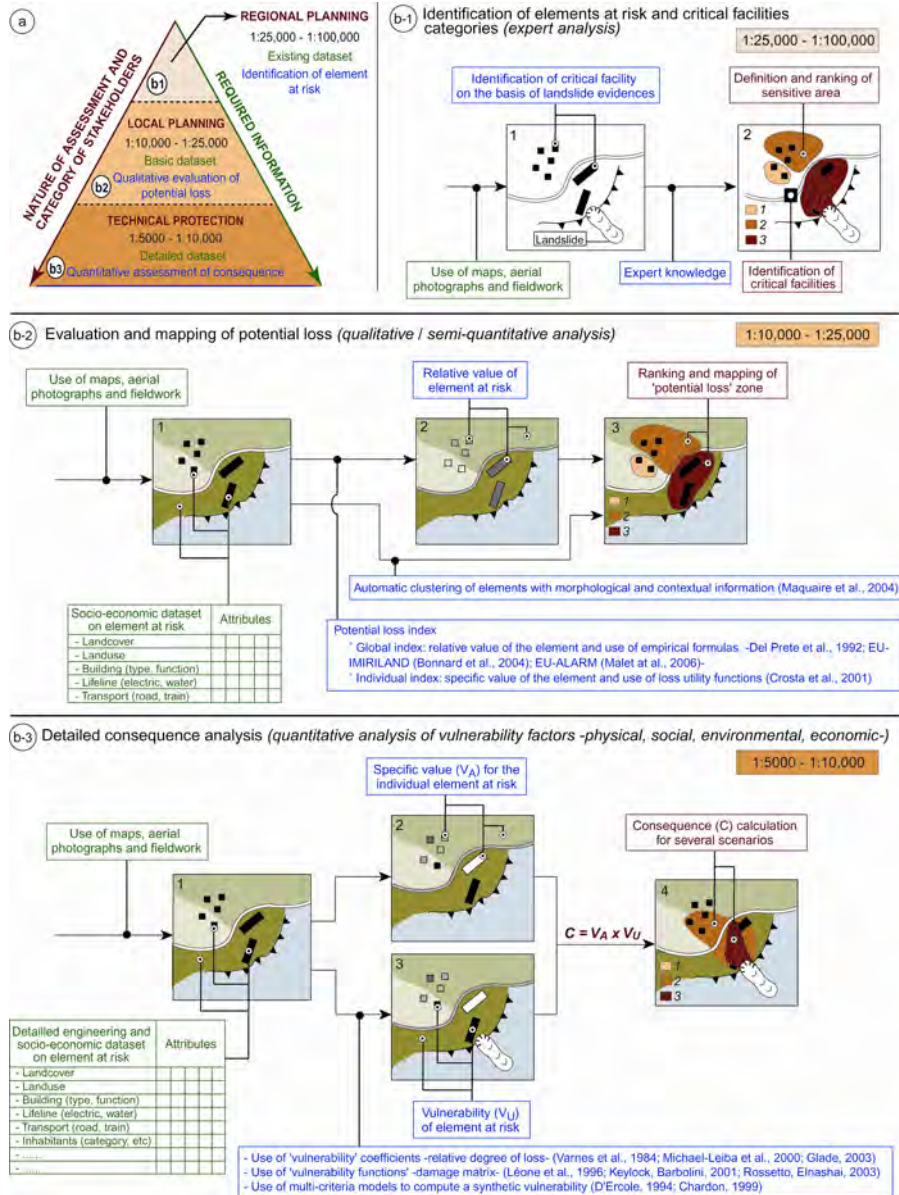 a
REGIONAL PLANNING
1:25,000 - 1:100,000
Existing dataset
Identification of element
at risk
NATURE OF ASSESSMENT AND
CATEGORY OF STAKEHOLDERS
REQUIRED INFORMATION
b1
LOCAL PLANNING
1:10,000 - 1:25,000
Basic dataset
Qualitative evaluation of
potential loss
b2
TECHNICAL PROTECTION
1:5000 - 1:10,000
Detailed dataset
b3 Quantitative assessment of consequence
b-1 Identification of elements at risk and critical facilities
categories (expert analysis)
1:25,000 - 1:100,000
Identification of critical facility
on the basis of landslide evidences
Definition and ranking of
sensitive area
1
Landslide
2
1
2
3
Use of maps, aerial
photographs and fieldwork
Expert knowledge
Identification of
critical facilities
b-2 Evaluation and mapping of potential loss (qualitative / semi-quantitative analysis)
1:10,000 - 1:25,000
Use of maps, aerial
photographs and fieldwork
Relative value of
element at risk
Ranking and mapping of
'potential loss' zone
1
2
3
1
2
3
Automatic clustering of elements with morphological and contextual information (Maquaire et al., 2004)
Socio-economic dataset
on element at risk
Attributes
- Landcover
- Landuse
- Building (type, function)
- Lifeline (electric, water)
- Transport (road, train)
Potential loss index
* Global index: relative value of the element and use of empirical formulas -Del Prete et al., 1992; EU-
IMIRILAND (Bonnard et al., 2004); EU-ALARM (Malet at al., 2006)-
* Individual index: specific value of the element and use of loss utility functions (Crosta et al., 2001)
b-3 Detailed consequence analysis (quantitative analysis of vulnerability factors -physical, social, environmental, economic-)
1:5000 - 1:10,000
Specific value (VA) for the
individual element at risk
Use of maps, aerial
photographs and fieldwork
Consequence (C) calculation
for several scenarios
1
2
3
C = VA x VU
4
1
2
3
Detailled engineering and
socio-economic dataset
on element at risk
Attributes
- Landcover
- Landuse
- Building (type, function)
- Lifeline (electric, water)
- Transport (road, train)
- Inhabitants (category, etc)
- ......
- ......
Vulnerability (VU)
of element at risk
- Use of 'vulnerability' coefficients -relative degree of loss- (Varnes et al., 1984; Michael-Leiba et al., 2000; Glade, 2003)
- Use of 'vulnerability functions' -damage matrix- (Léone et al., 1996; Keylock, Barbolini, 2001; Rossetto, Elnashai, 2003)
- Use of multi-criteria models to compute a synthetic vulnerability (D'Ercole, 1994; Chardon, 1999)